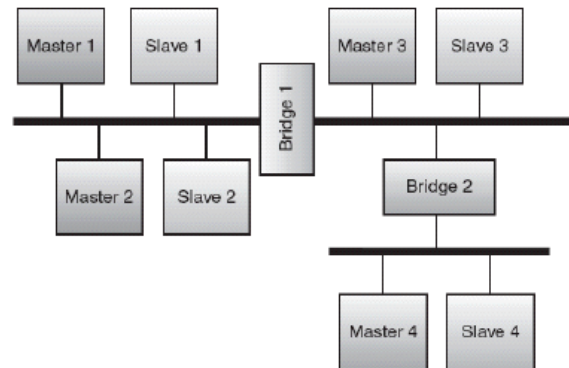 Master 1
Slave 1
Master 3
Slave 3
Bridge 1
Master 2
Slave 2
Bridge 2
Master 4
Slave 4